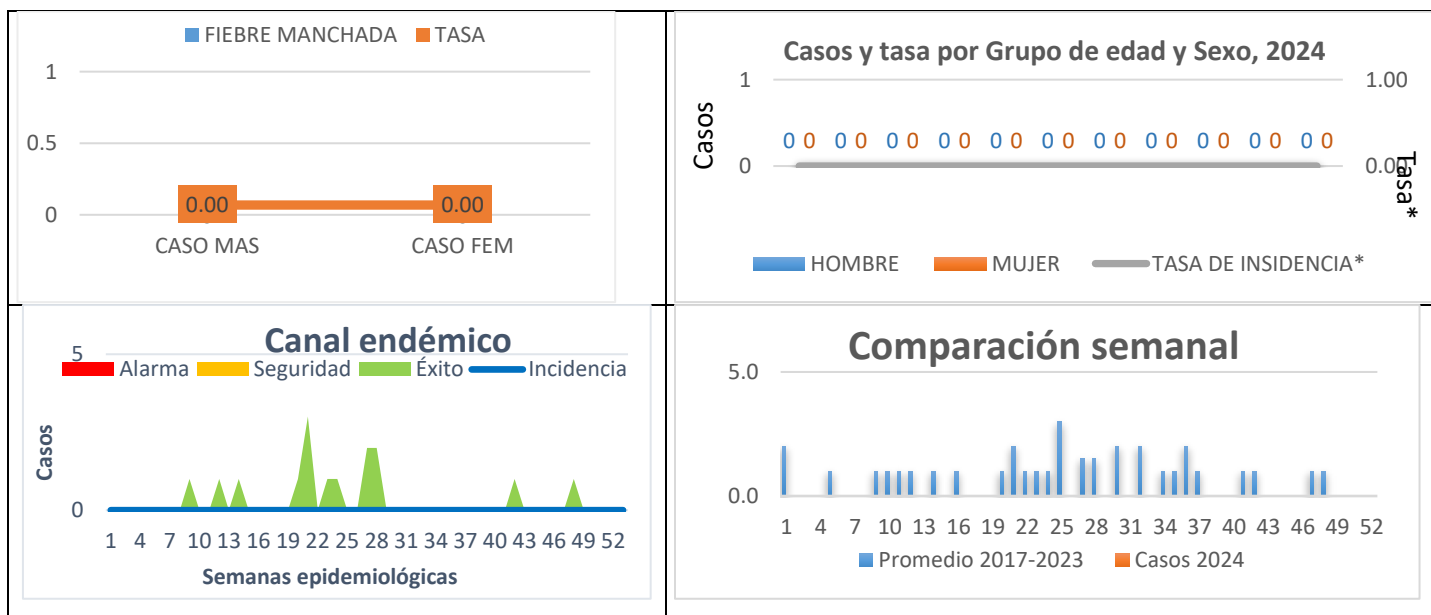 FIEBRE MANCHADA TASA
1
0.5
0
0.00 0.00
CASO MAS CASO FEM
Casos y tasa por Grupo de edad y Sexo, 2024
Casos
1 1.00
0 0 0 0 0 0 0 0 0 0 0 0 0 0 0 0 0 0 0 0 0 0
0 0.00
Tasa*
HOMBRE MUJER TASA DE INSIDENCIA*
Canal endémico
5
Alarma Seguridad Éxito Incidencia
Casos
0
1 4 7 10 13 16 19 22 25 28 31 34 37 40 43 46 49 52
Semanas epidemiológicas
Comparación semanal
5.0
0.0
1 4 7 10 13 16 19 22 25 28 31 34 37 40 43 46 49 52
Promedio 2017-2023 Casos 2024